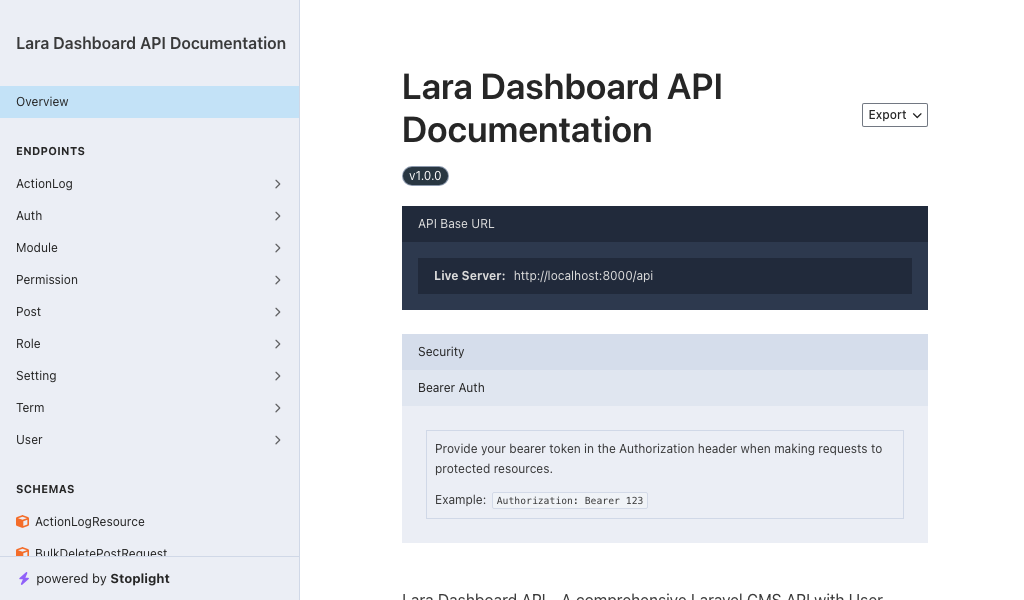 Lara Dashboard API Documentation
Overview
ENDPOINTS
ActionLog
Auth
Module
Permission
Post
Role
Setting
Term
User
SCHEMAS
ActionLogResource
BulkDeletePostRequest
powered by Stoplight
Lara Dashboard API
Documentation
Export
v1.0.0
API Base URL
Live Server: http://localhost:8000/api
Security
Bearer Auth
Provide your bearer token in the Authorization header when making requests to
protected resources.
Example: Authorization: Bearer 123
Lara Dashboard API - A comprehensive Laravel CMS API with User